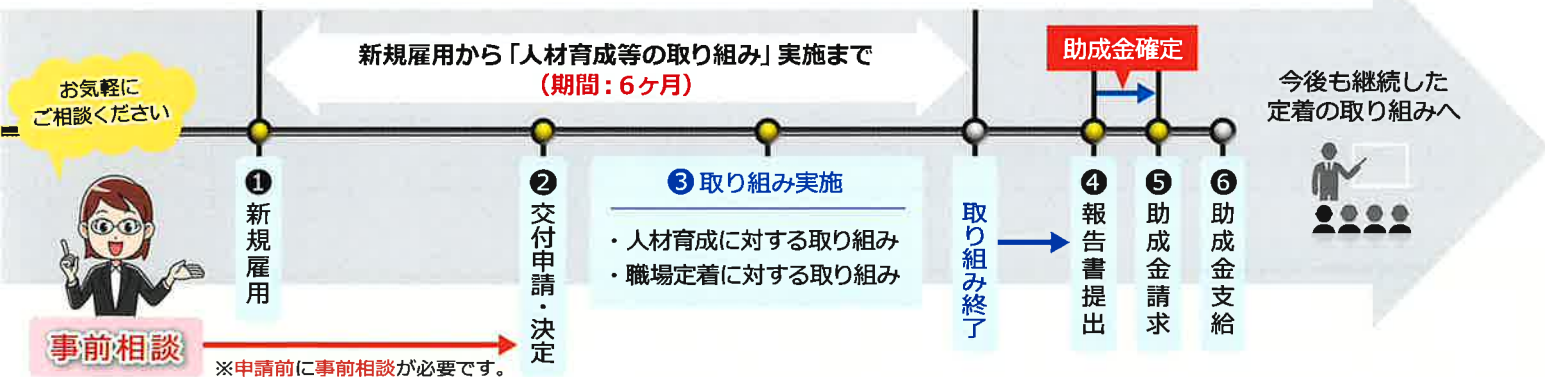 新規雇用から「人材育成等の取り組み」実施まで
（期間：6ヶ月）
助成金確定
お気軽に
ご相談ください
今後も継続した
定着の取り組みへ
❶新規雇用
❷交付申請・決定
❸取り組み実施
・人材育成に対する取り組み
・職場定着に対する取り組み
取り組み終了
❹報告書提出
❺助成金請求
❻助成金支給
事前相談
※申請前に事前相談が必要です。